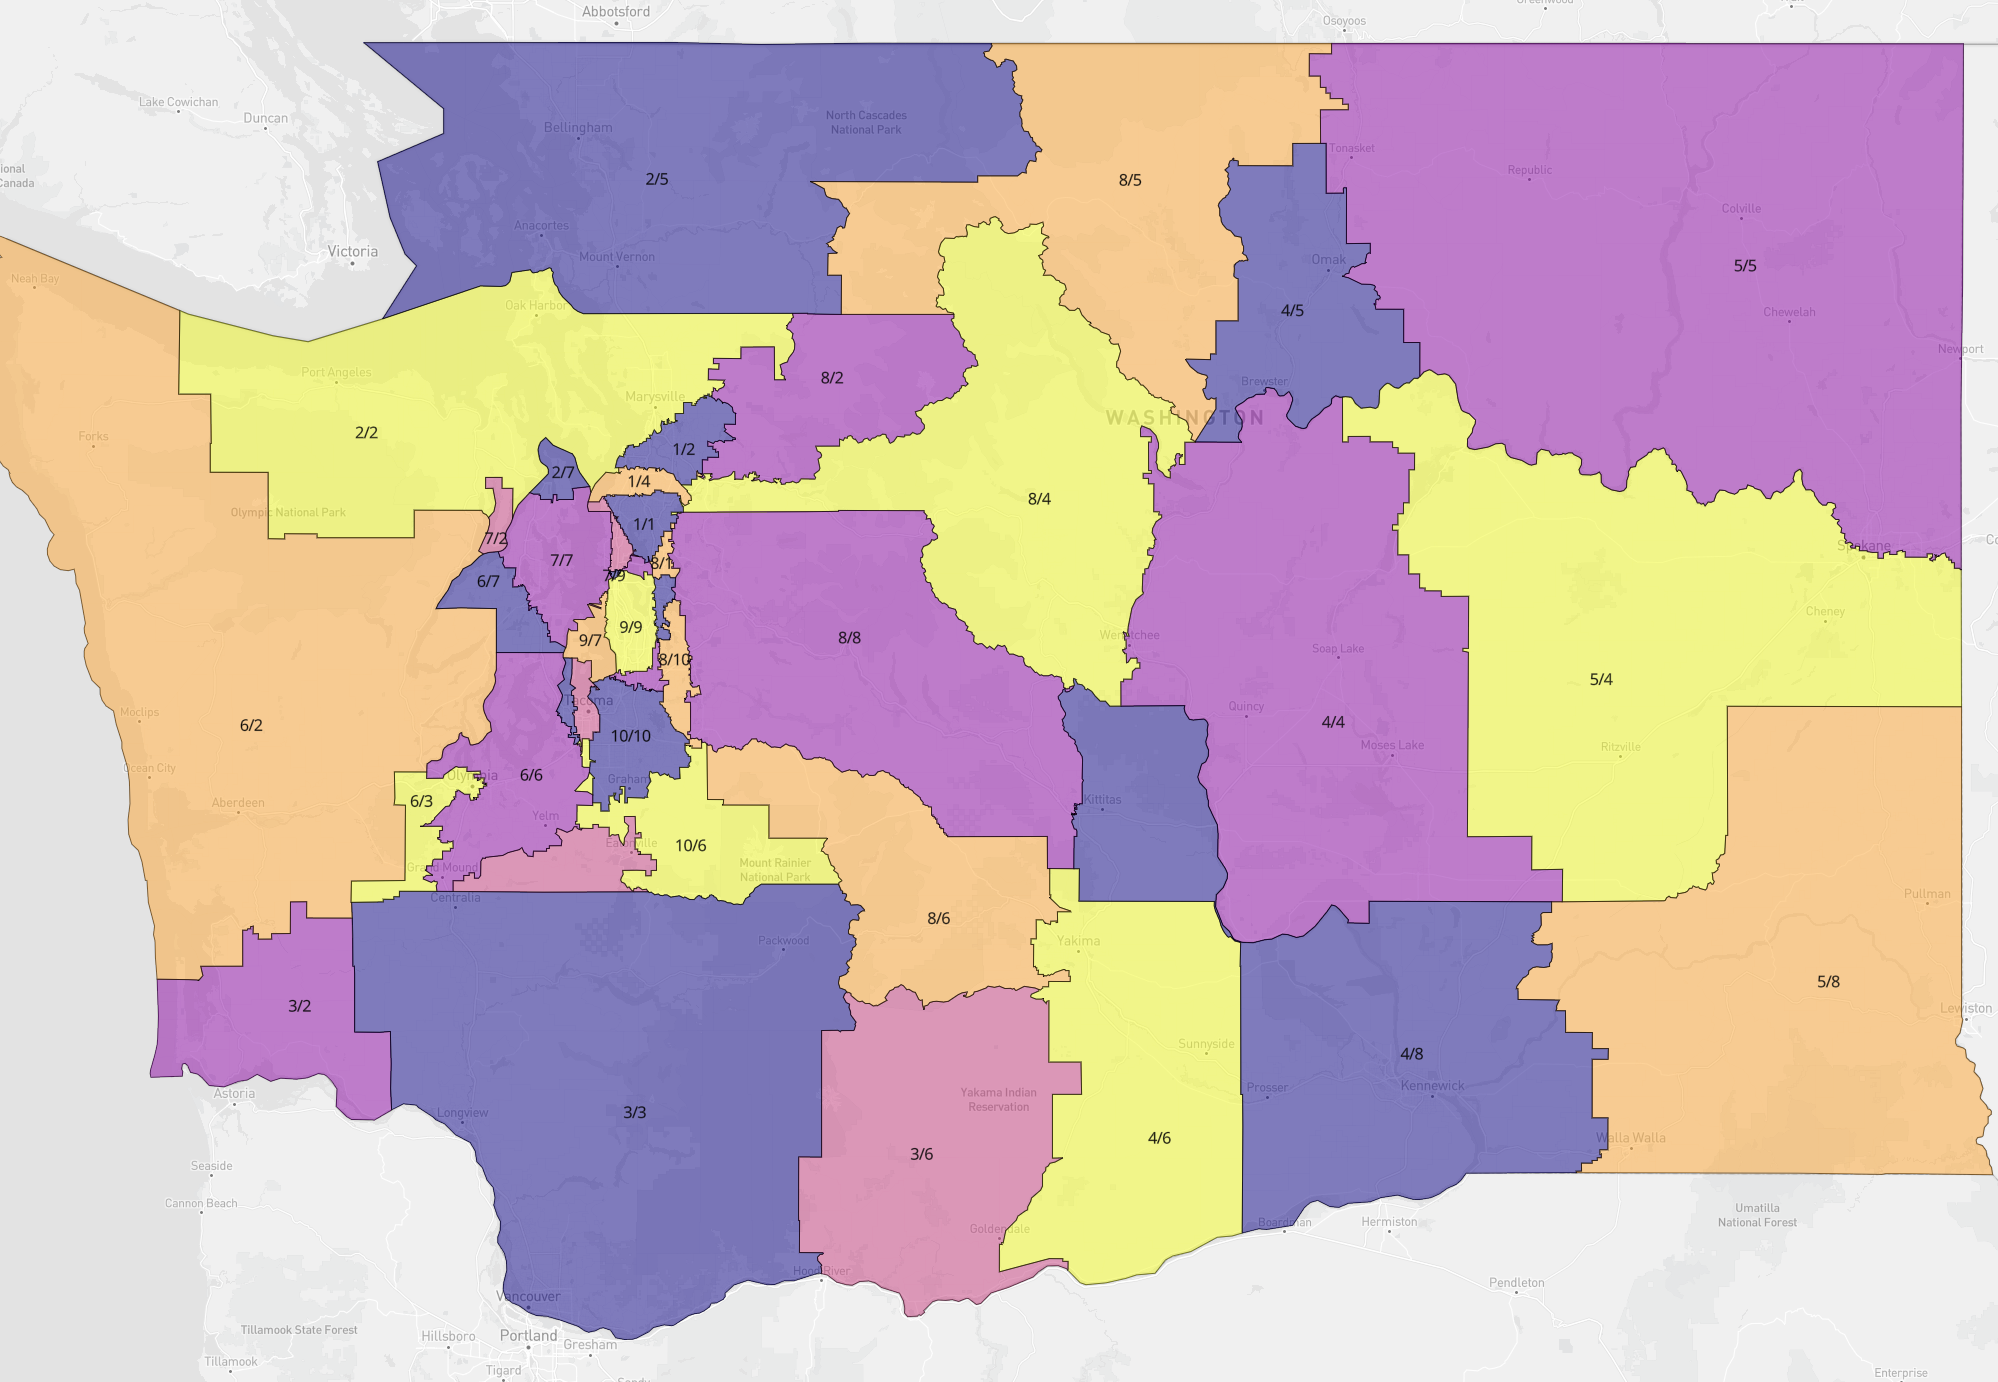 Abbotsford
Osoyoos
Greenwood
Lake Cowichan
Duncan
Bellingham
North Cascades
National Park
Tonasket
Republic
Canada
2/5
8/5
Colville
Anacortes
Victoria
Mount Vernon
Omak
5/5
Neah Bay
Oak Harbor
4/5
Chewelah
Newport
Port Angeles
8/2
Brewster
Marysville
WASHINGTON
Forks
2/2
1/2
2/7
1/4
8/4
Olympic National Park
1/1
7/2
7/7
8/1
7/9
Spokane
6/7
Cheney
9/9
9/7
8/8
Wenatchee
Soap Lake
8/10
5/4
Tacoma
Quincy
Moclips
6/2
10/10
4/4
Moses Lake
Ritzville
Ocean City
Olympia
6/6
Graham
Aberdeen
6/3
Kittitas
Yelm
Eatonville
10/6
Mount Rainier
National Park
Grand Mound
Centralia
Pullman
8/6
Packwood
Yakima
5/8
3/2
Lewiston
Sunnyside
4/8
Astoria
Yakama Indian
Reservation
Prosser
Kennewick
Longview
3/3
4/6
Walla Walla
3/6
Seaside
Cannon Beach
Umatilla
National Forest
Goldendale
Boardman
Hermiston
Hood River
Pendleton
Vancouver
Tillamook State Forest
Hillsboro
Portland
Gresham
Tillamook
Tigard
Sandy
Enterprise